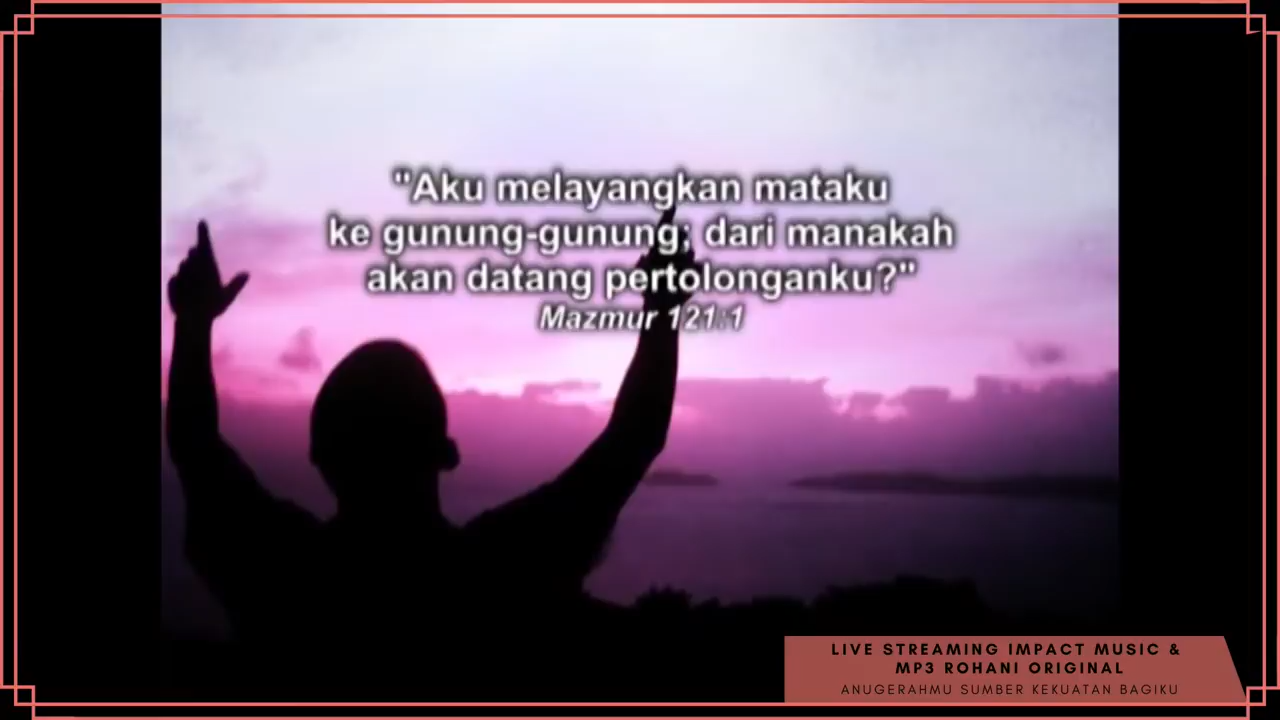 "Aku melayangkan mataku
ke gunung-gunung; dari manakah
akan datang pertolonganku?"
Mazmur 121:1
LIVE STREAMING IMPACT MUSIC &
MP3 ROHANI ORIGINAL
ANUGERAHMU SUMBER KEKUATAN BAGIKU